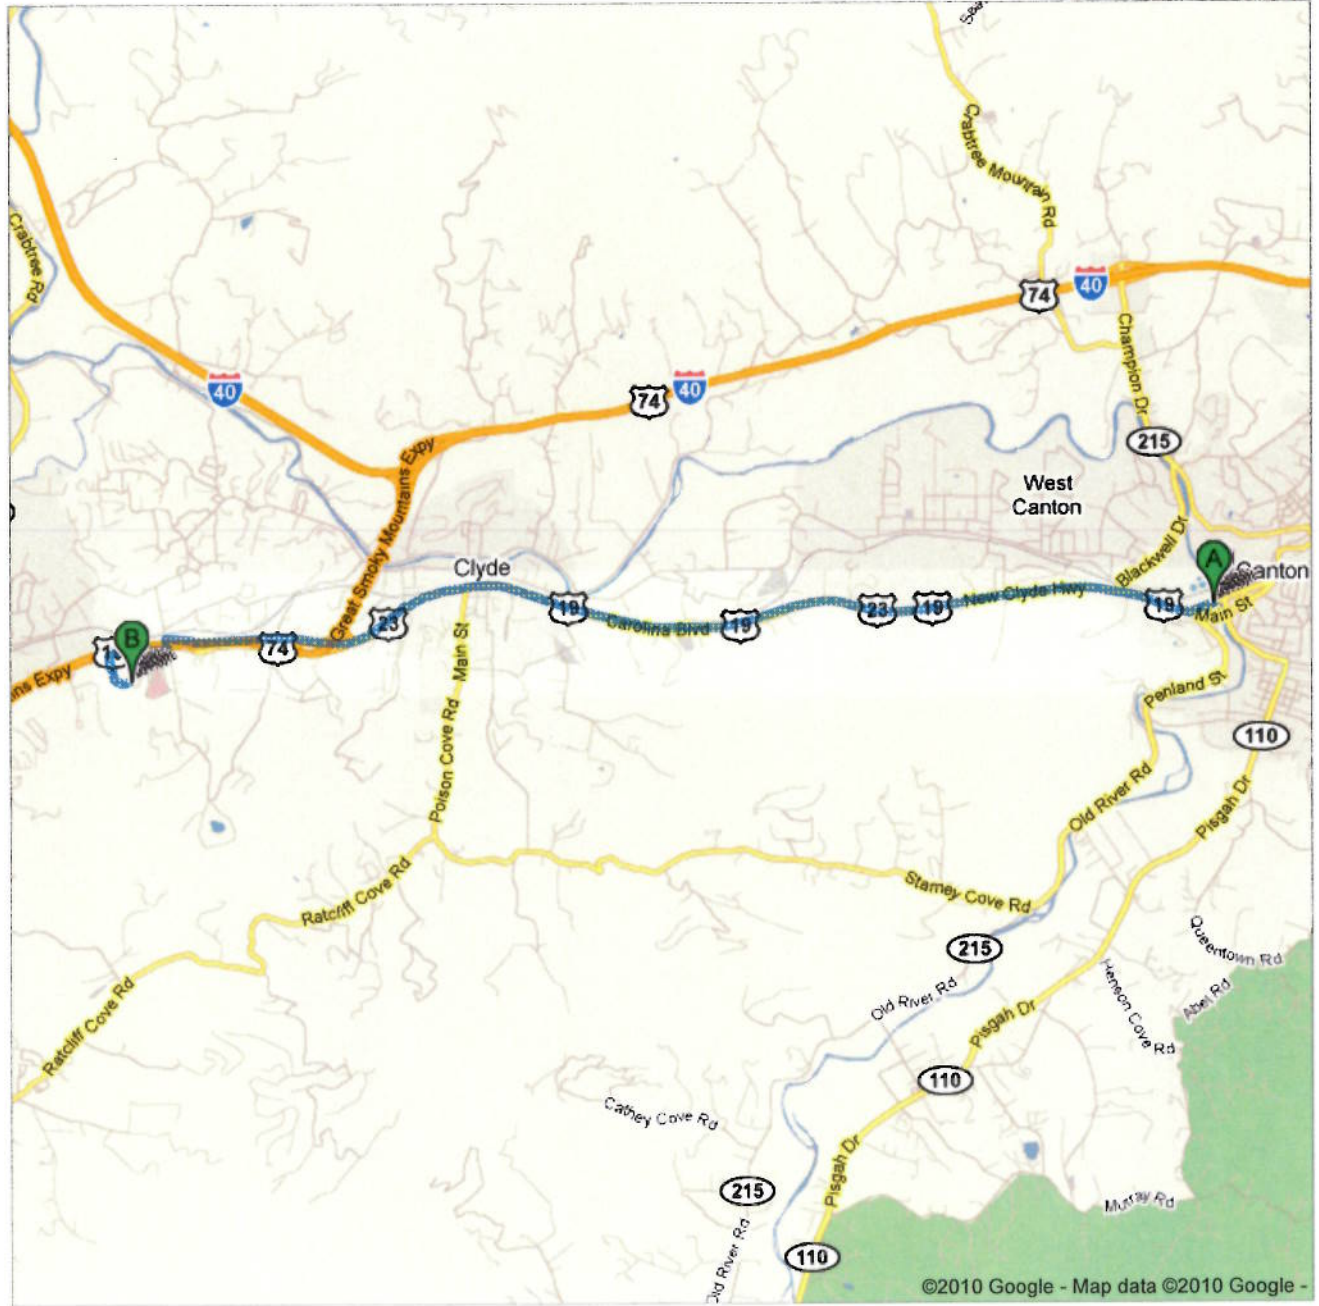 Crabtree Mountain Rd
Crabtree Rd
74
40
Champion Dr
40
74
40
215
Great Smoky Mountains Expy
West
Canton
Blackwell Dr
A
Canton
Clyde
19
23
19
New Clyde Hwy
19
Main St
Carolina Blvd
19
23
74
B
ns Expy
Main St
Penland St
Poison Cove Rd
110
Old River Rd
Pisgah Dr
Ratcliff Cove Rd
Stamey Cove Rd
Queentown Rd
215
Henson Cove Rd
Abel Rd
Old River Rd
Pisgah Dr
Ratcliff Cove Rd
110
Cathey Cove Rd
Pisgah Dr
215
Murray Rd
Old River Rd
110
©2010 Google - Map data ©2010 Google -